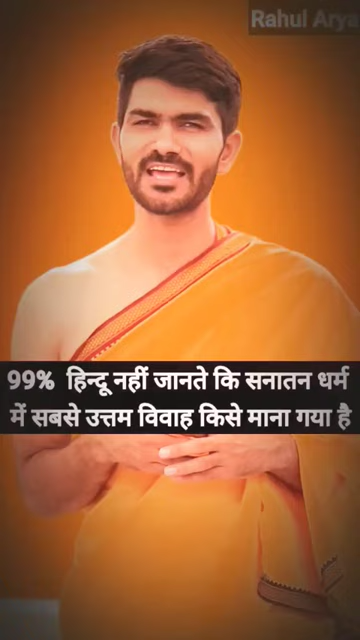 Rahul Arya
99% हिन्दू नहीं जानते कि सनातन धर्म
में सबसे उत्तम विवाह किसे माना गया है